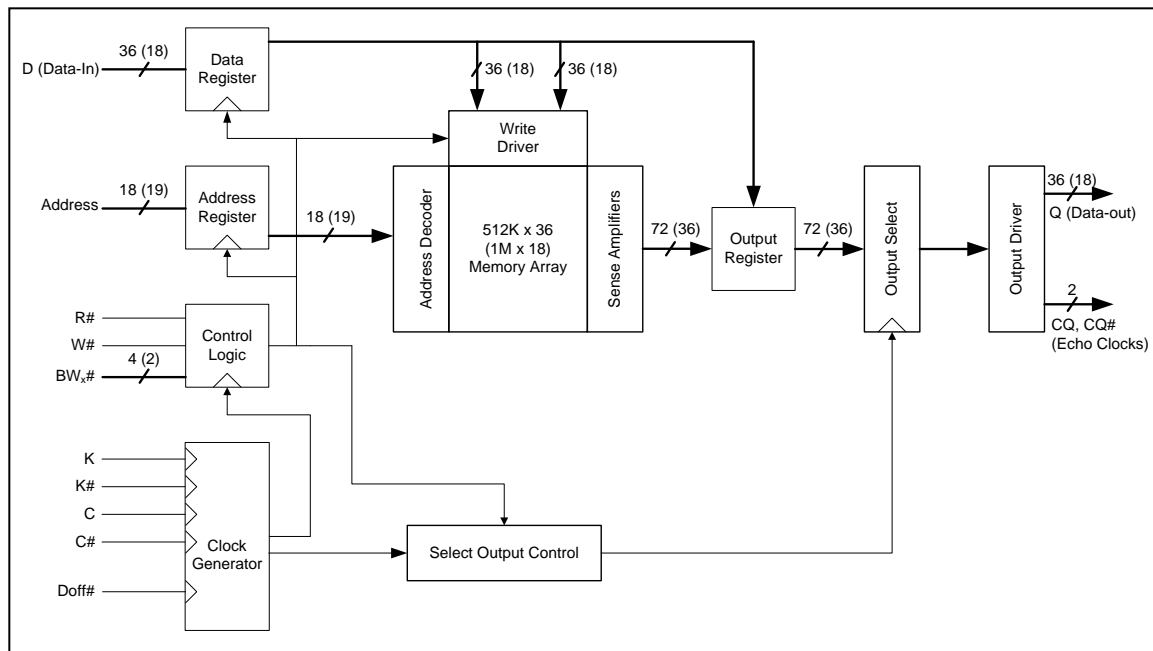 D (Data-In)
36 (18)
Data
Register
36 (18)
36 (18)
Write
Driver
Address
18 (19)
Address
Register
18 (19)
Address Decoder
512K x 36
(1M x 18)
Memory Array
Sense Amplifiers
72 (36)
Output
Register
72 (36)
Output Select
Output Driver
36 (18)
Q (Data-out)
2
CQ, CQ#
(Echo Clocks)
R#
W#
4 (2)
BWx#
Control
Logic
K
K#
C
C#
Doff#
Clock
Generator
Select Output Control